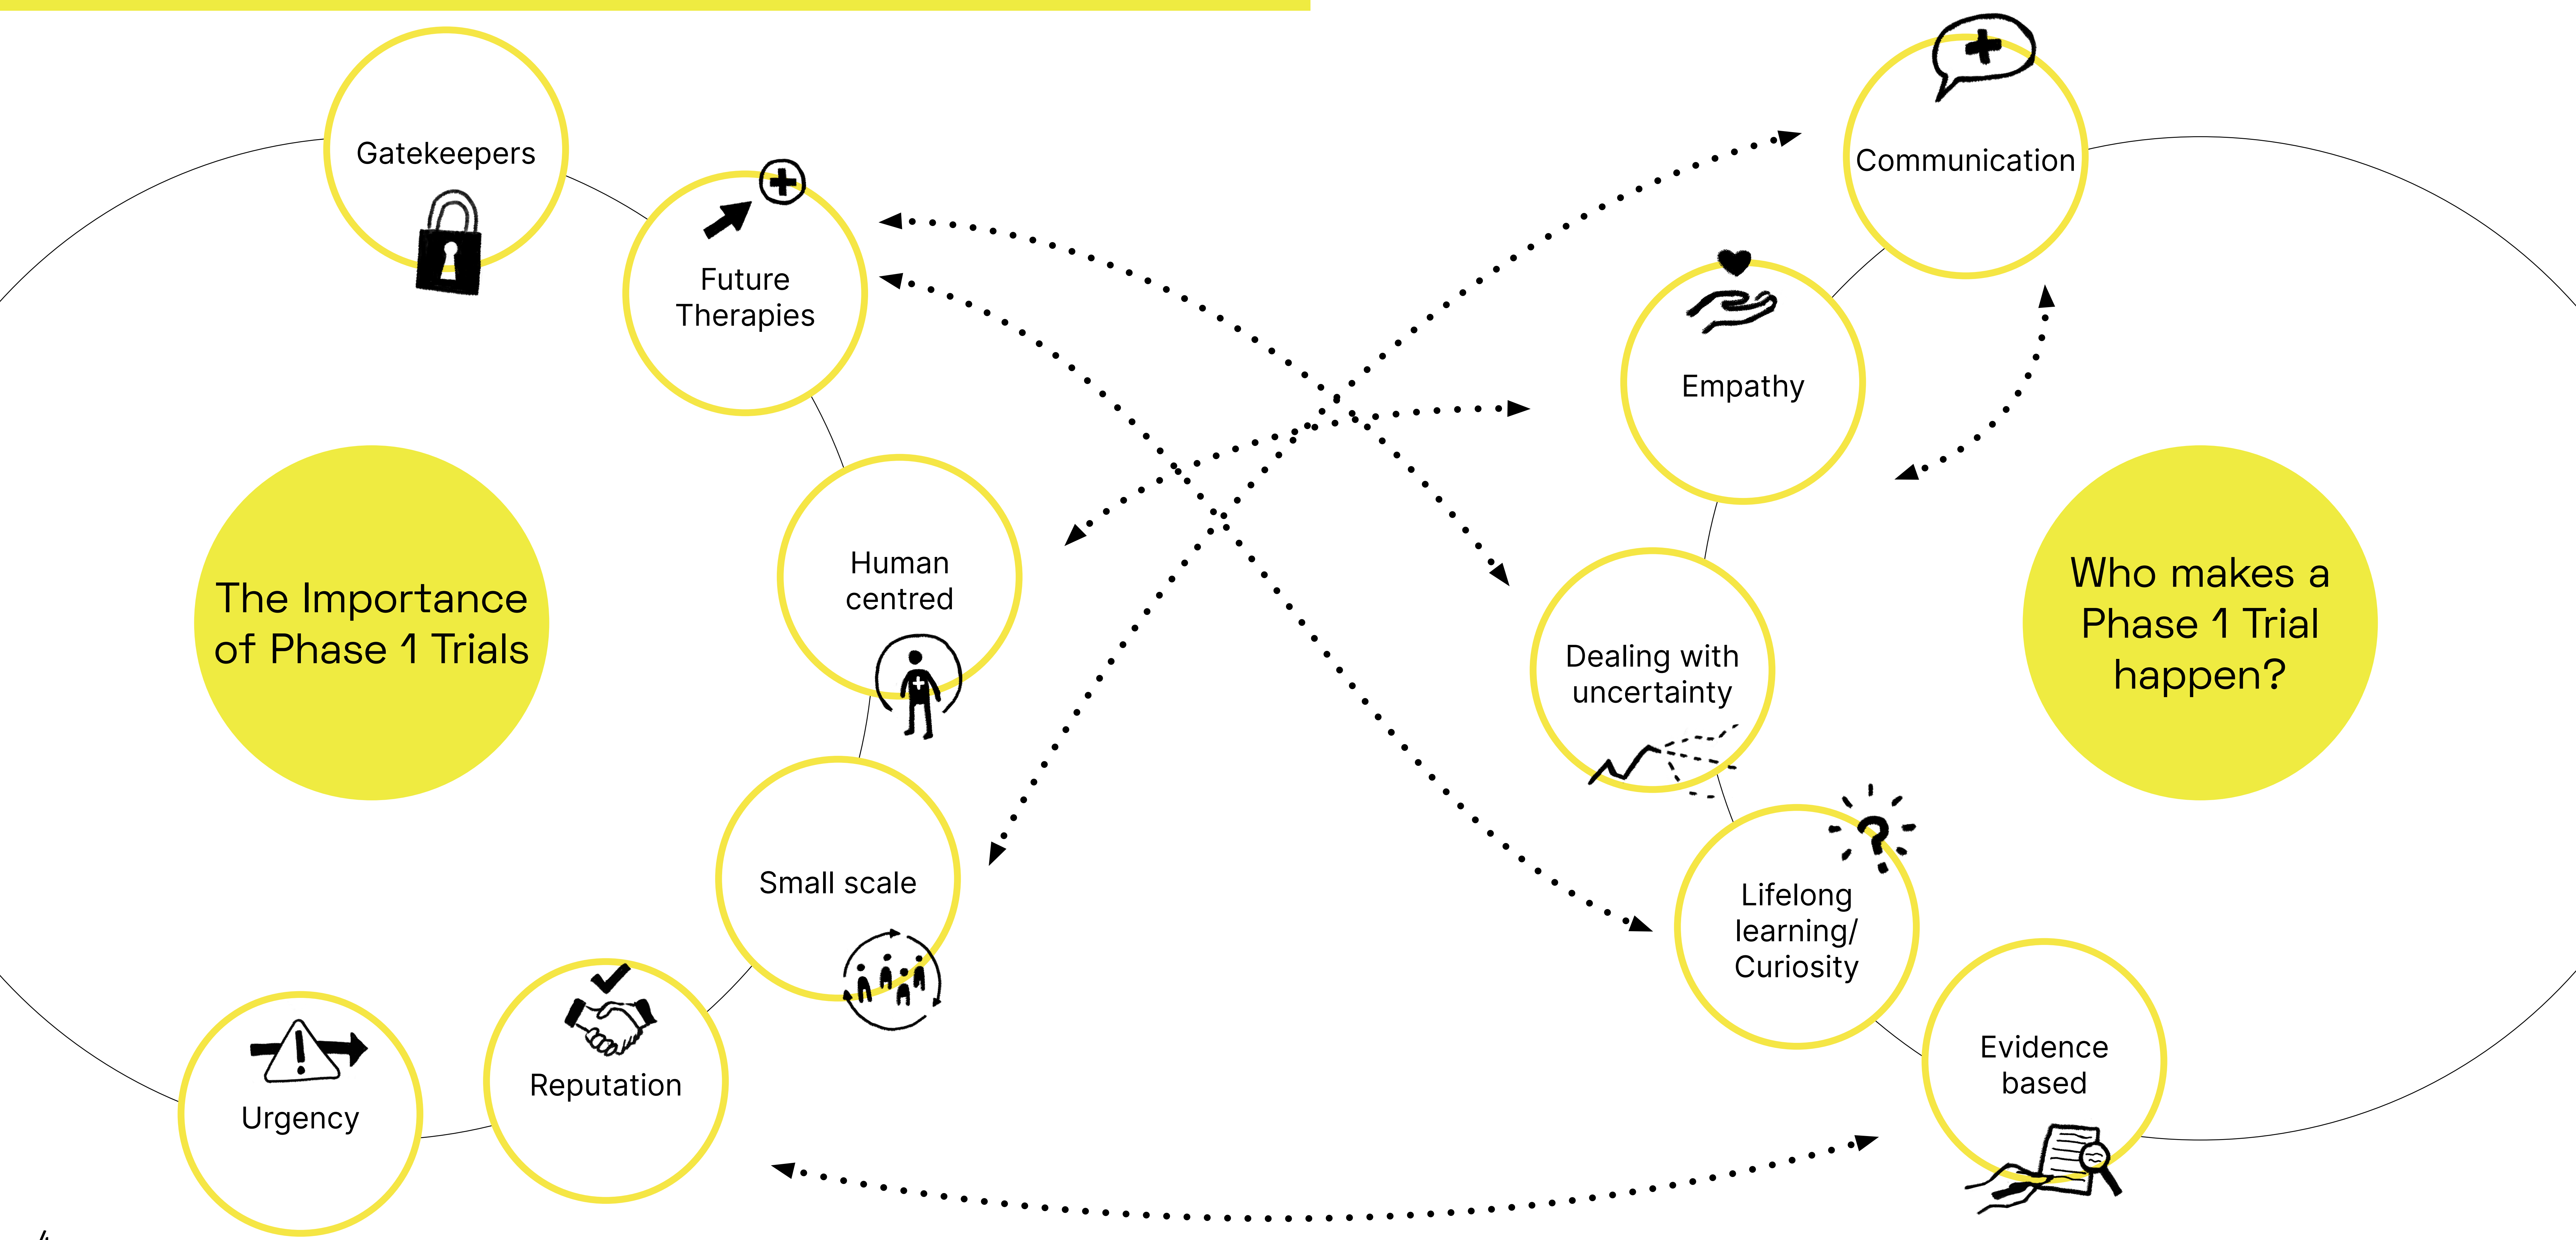 Gatekeepers
Future
Therapies
Human
centred
The Importance
of Phase 1 Trials
Small scale
Reputation
Urgency
Communication
Empathy
Dealing with
uncertainty
Who makes a
Phase 1 Trial
happen?
Lifelong
learning/
Curiosity
Evidence
based